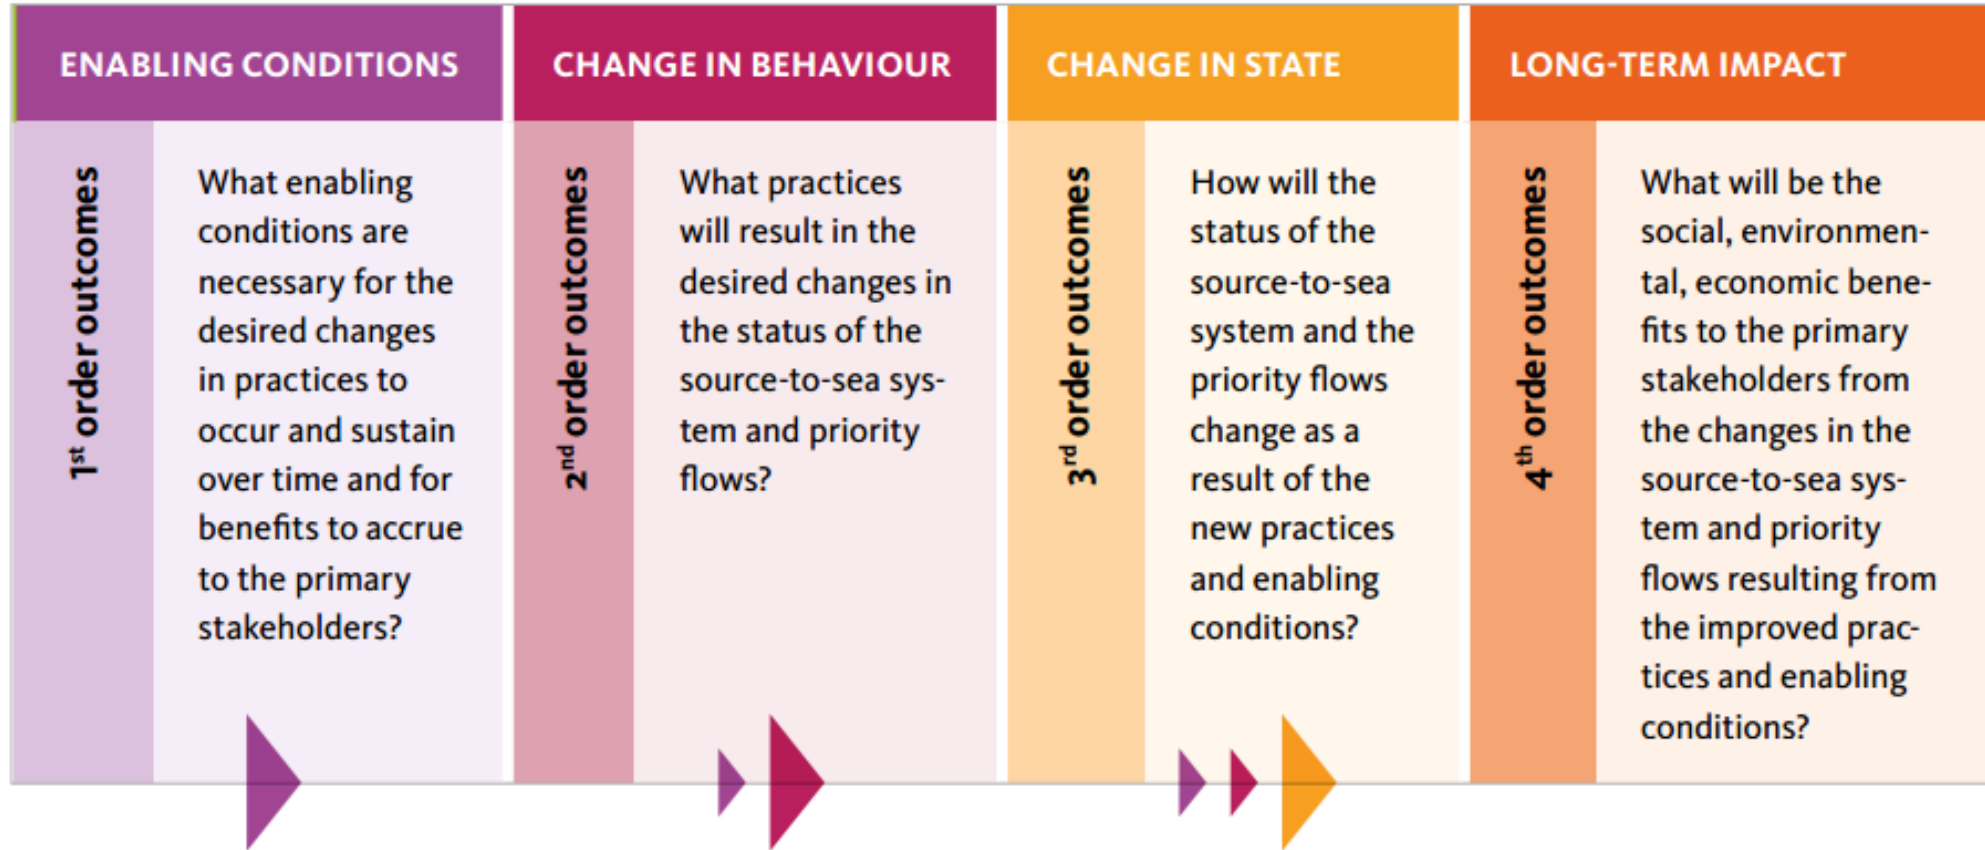 ENABLING CONDITIONS
1st order outcomes
What enabling
conditions are
necessary for the
desired changes
in practices to
occur and sustain
over time and for
benefits to accrue
to the primary
stakeholders?
CHANGE IN BEHAVIOUR
2nd order outcomes
What practices
will result in the
desired changes in
the status of the
source-to-sea sys-
tem and priority
flows?
CHANGE IN STATE
3rd order outcomes
How will the
status of the
source-to-sea
system and the
priority flows
change as a
result of the
new practices
and enabling
conditions?
LONG-TERM IMPACT
4th order outcomes
What will be the
social, environmen-
tal, economic bene-
fits to the primary
stakeholders from
the changes in the
source-to-sea sys-
tem and priority
flows resulting from
the improved prac-
tices and enabling
conditions?